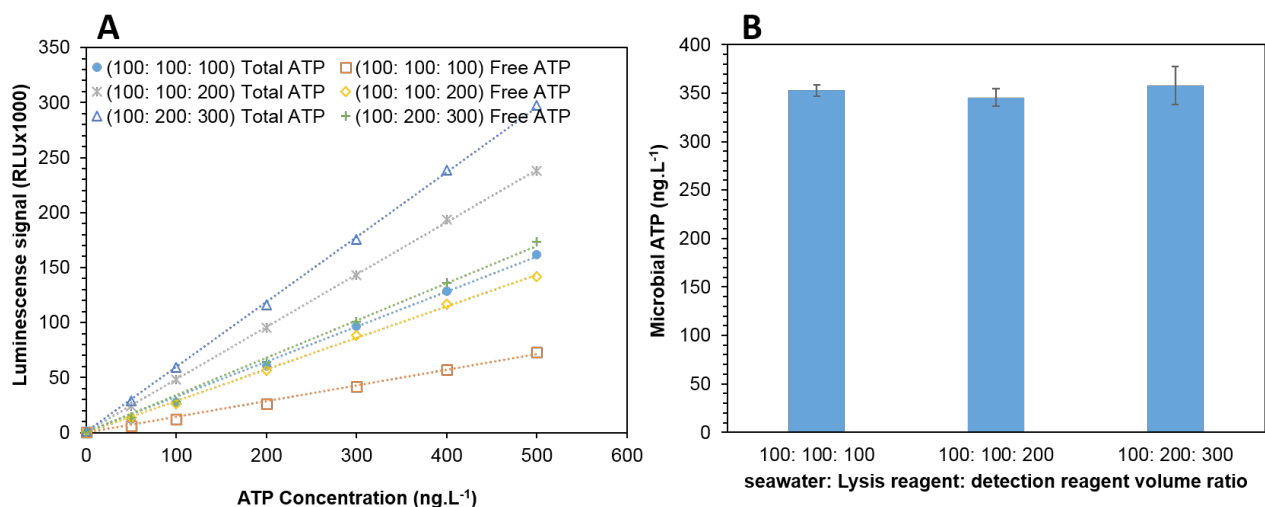 A
350
300
250
200
150
100
50
0
(100: 100: 100) Total ATP
(100: 100: 100) Free ATP
(100: 100: 200) Total ATP
(100: 100: 200) Free ATP
(100: 200: 300) Total ATP
(100: 200: 300) Free ATP
Luminescense signal (RLUx1000)
0 100 200 300 400 500 600
ATP Concentration (ng.L⁻¹)
B
400
350
300
250
200
150
100
50
0
Microbial ATP (ng.L⁻¹)
100: 100: 100 100: 100: 200 100: 200: 300
seawater: Lysis reagent: detection reagent volume ratio